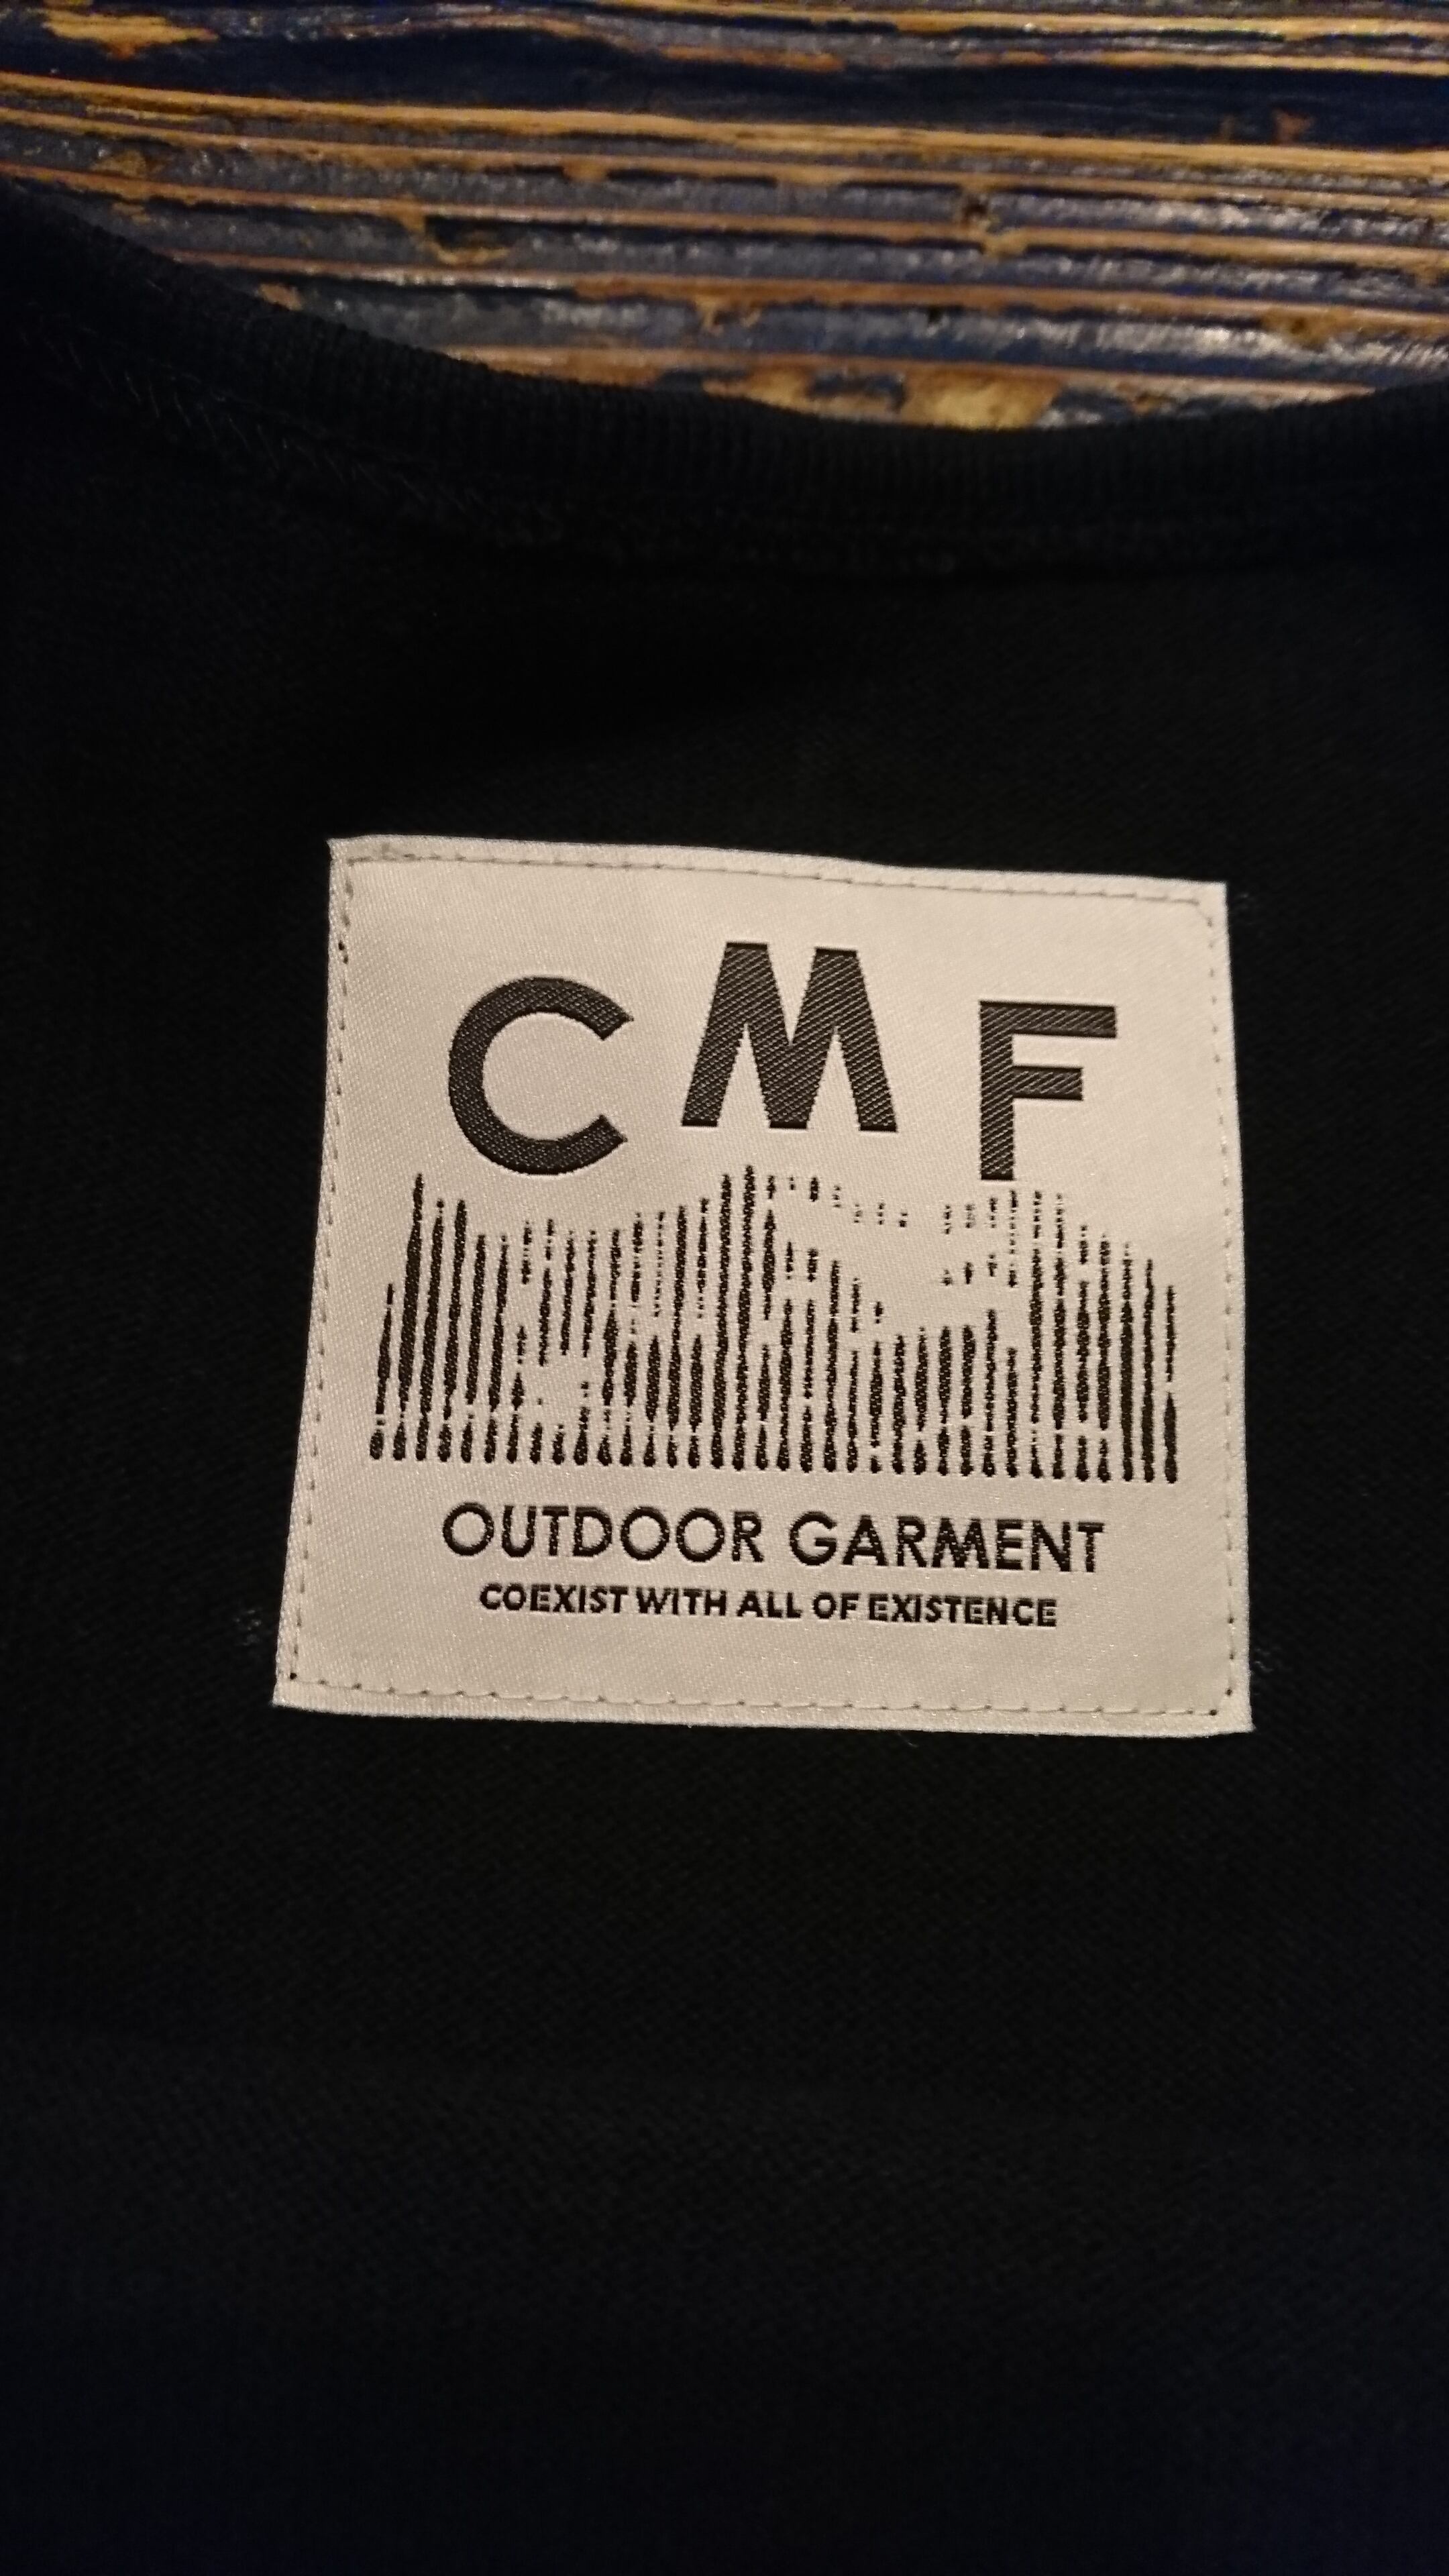 CMF
OUTDOOR GARMENT
COEXIST WITH ALL OF EXISTENCE